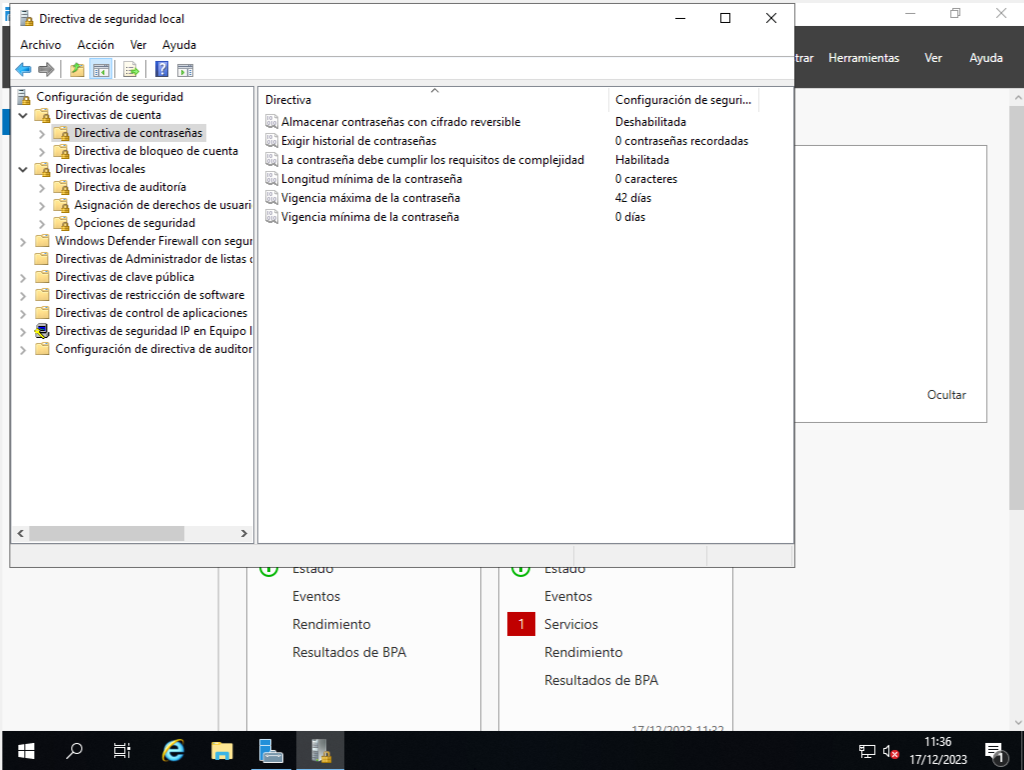 Directiva de seguridad local
Archivo Acción Ver Ayuda
trar Herramientas Ver Ayuda
Configuración de seguridad
Directivas de cuenta
Directiva de contraseñas
Directiva de bloqueo de cuenta
Directivas locales
Directiva de auditoría
Asignación de derechos de usuari
Opciones de seguridad
Windows Defender Firewall con segur
Directivas de Administrador de listas d
Directivas de clave pública
Directivas de restricción de software
Directivas de control de aplicaciones
Directivas de seguridad IP en Equipo l
Configuración de directiva de auditor
Directiva Configuración de seguri...
Almacenar contraseñas con cifrado reversible Deshabilitada
Exigir historial de contraseñas 0 contraseñas recordadas
La contraseña debe cumplir los requisitos de complejidad Habilitada
Longitud mínima de la contraseña 0 caracteres
Vigencia máxima de la contraseña 42 días
Vigencia mínima de la contraseña 0 días
Ocultar
Estado
Eventos
Rendimiento
Resultados de BPA
Estado
Eventos
1 Servicios
Rendimiento
Resultados de BPA
17/12/2023 11:32
11:36
17/12/2023
1